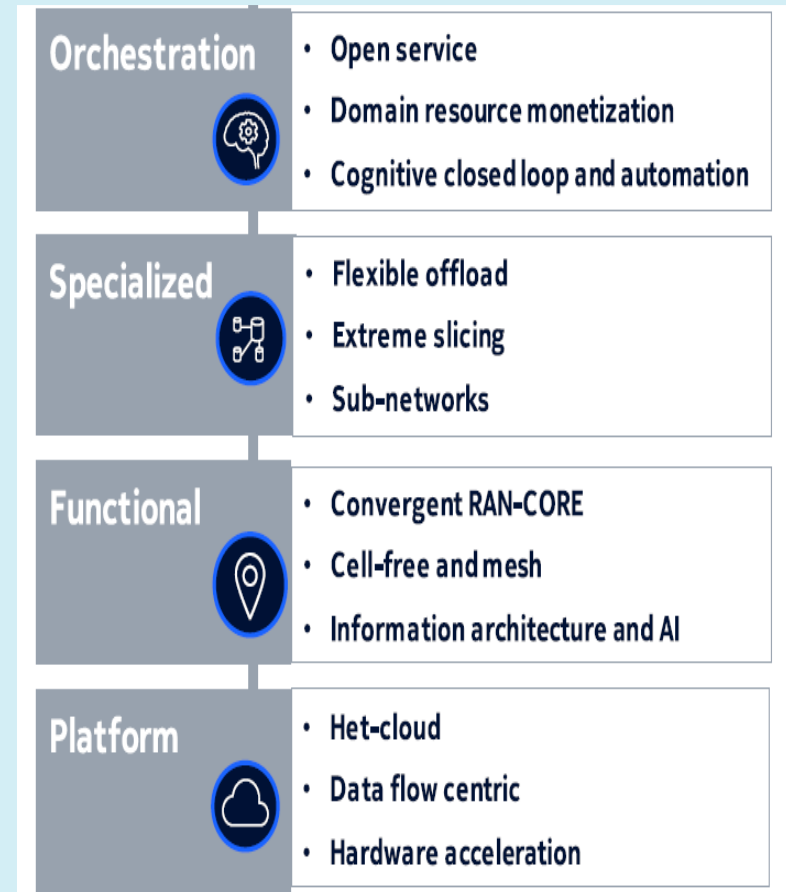 Orchestration
• Open service
• Domain resource monetization
• Cognitive closed loop and automation
Specialized
• Flexible offload
• Extreme slicing
• Sub-networks
Functional
• Convergent RAN-CORE
• Cell-free and mesh
• Information architecture and AI
Platform
• Het-cloud
• Data flow centric
• Hardware acceleration